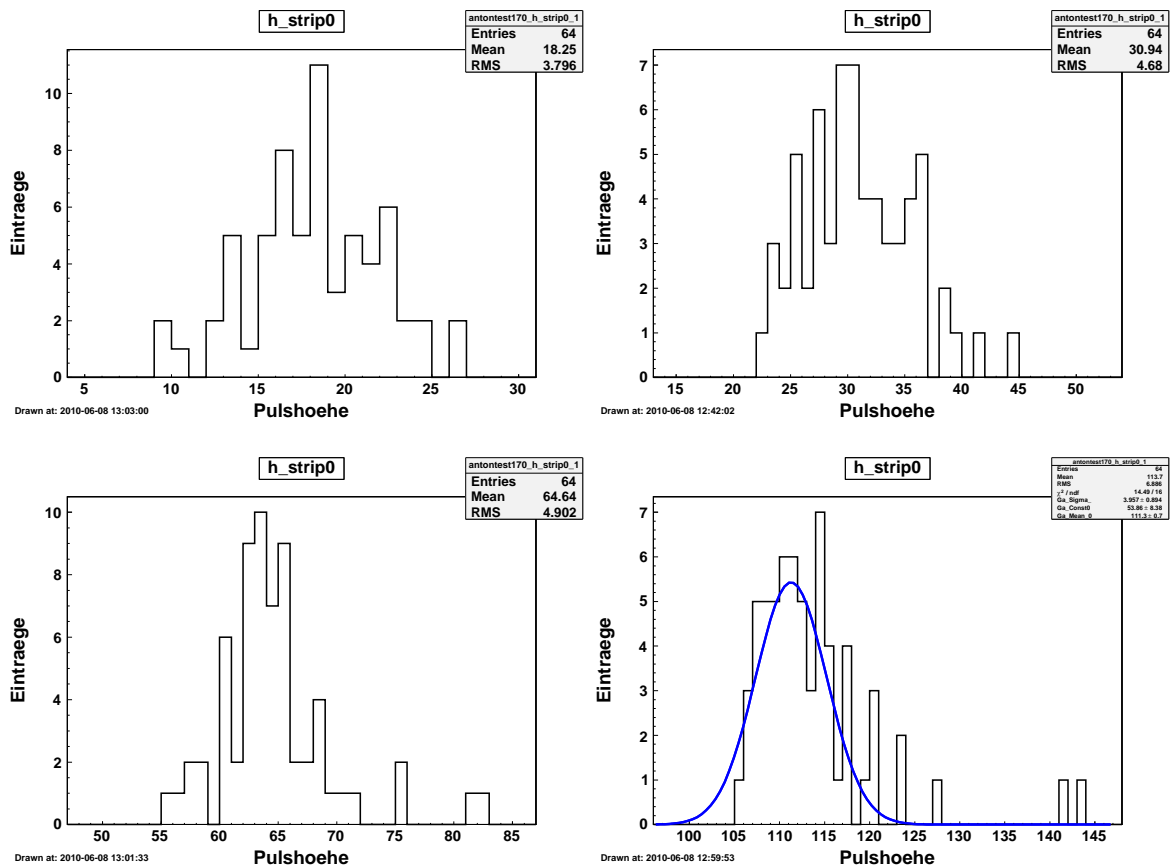 h_strip0
antontest170_h_strip0_1
Entries 64
Mean 18.25
RMS 3.796
Eintraege
10
8
6
4
2
0
5 10 15 20 25 30
Pulshoehe
Drawn at: 2010-06-08 13:03:00
h_strip0
antontest170_h_strip0_1
Entries 64
Mean 30.94
RMS 4.68
Eintraege
7
6
5
4
3
2
1
0
15 20 25 30 35 40 45 50
Pulshoehe
Drawn at: 2010-06-08 12:42:02
h_strip0
antontest170_h_strip0_1
Entries 64
Mean 64.64
RMS 4.902
Eintraege
10
8
6
4
2
0
50 55 60 65 70 75 80 85
Pulshoehe
Drawn at: 2010-06-08 13:01:33
h_strip0
antontest170_h_strip0_1
Entries 64
Mean 113.7
RMS 6.886
χ² / ndf 14.49 / 16
Ga_Sigma_ 3.957 ± 0.894
Ga_Const0 53.86 ± 8.38
Ga_Mean_0 111.3 ± 0.7
Eintraege
7
6
5
4
3
2
1
0
100 105 110 115 120 125 130 135 140 145
Pulshoehe
Drawn at: 2010-06-08 12:59:53